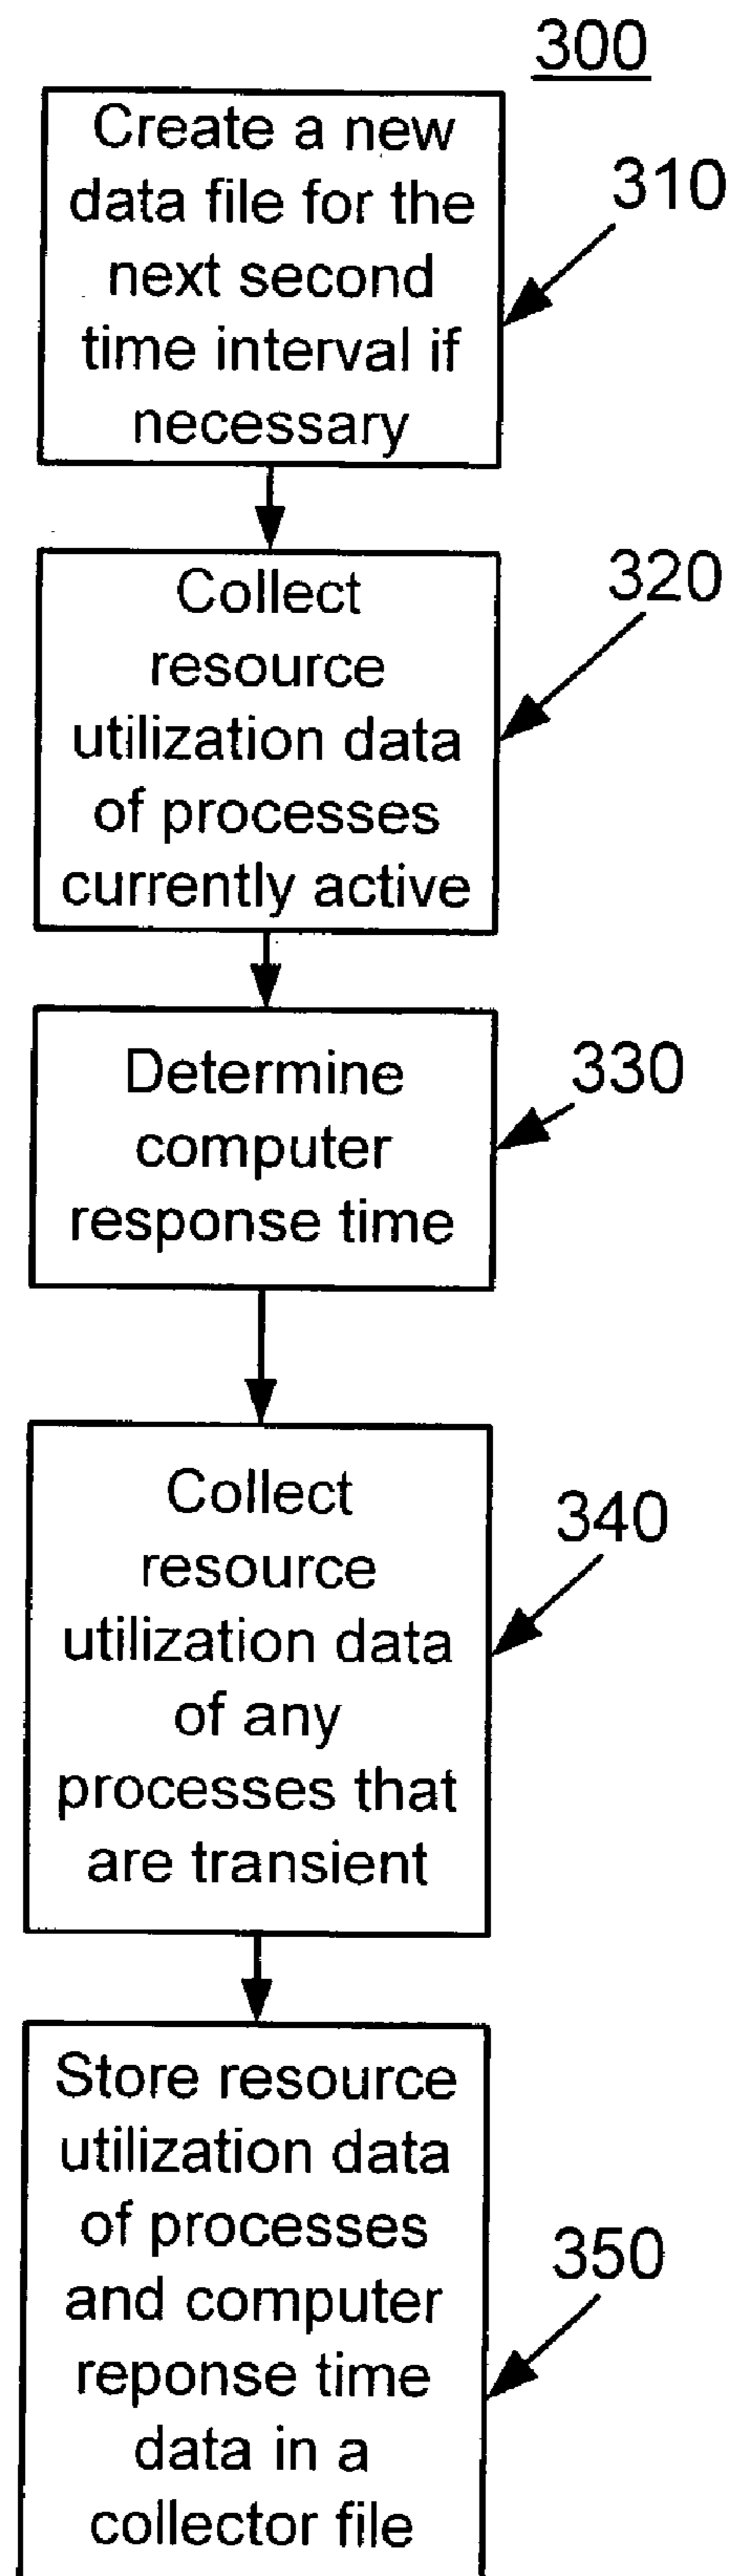 300
Create a new
data file for the
next second
time interval if
necessary
310
Collect
resource
utilization data
of processes
currently active
320
Determine
computer
response time
330
Collect
resource
utilization data
of any
processes that
are transient
340
Store resource
utilization data
of processes
and computer
reponse time
data in a
collector file
350